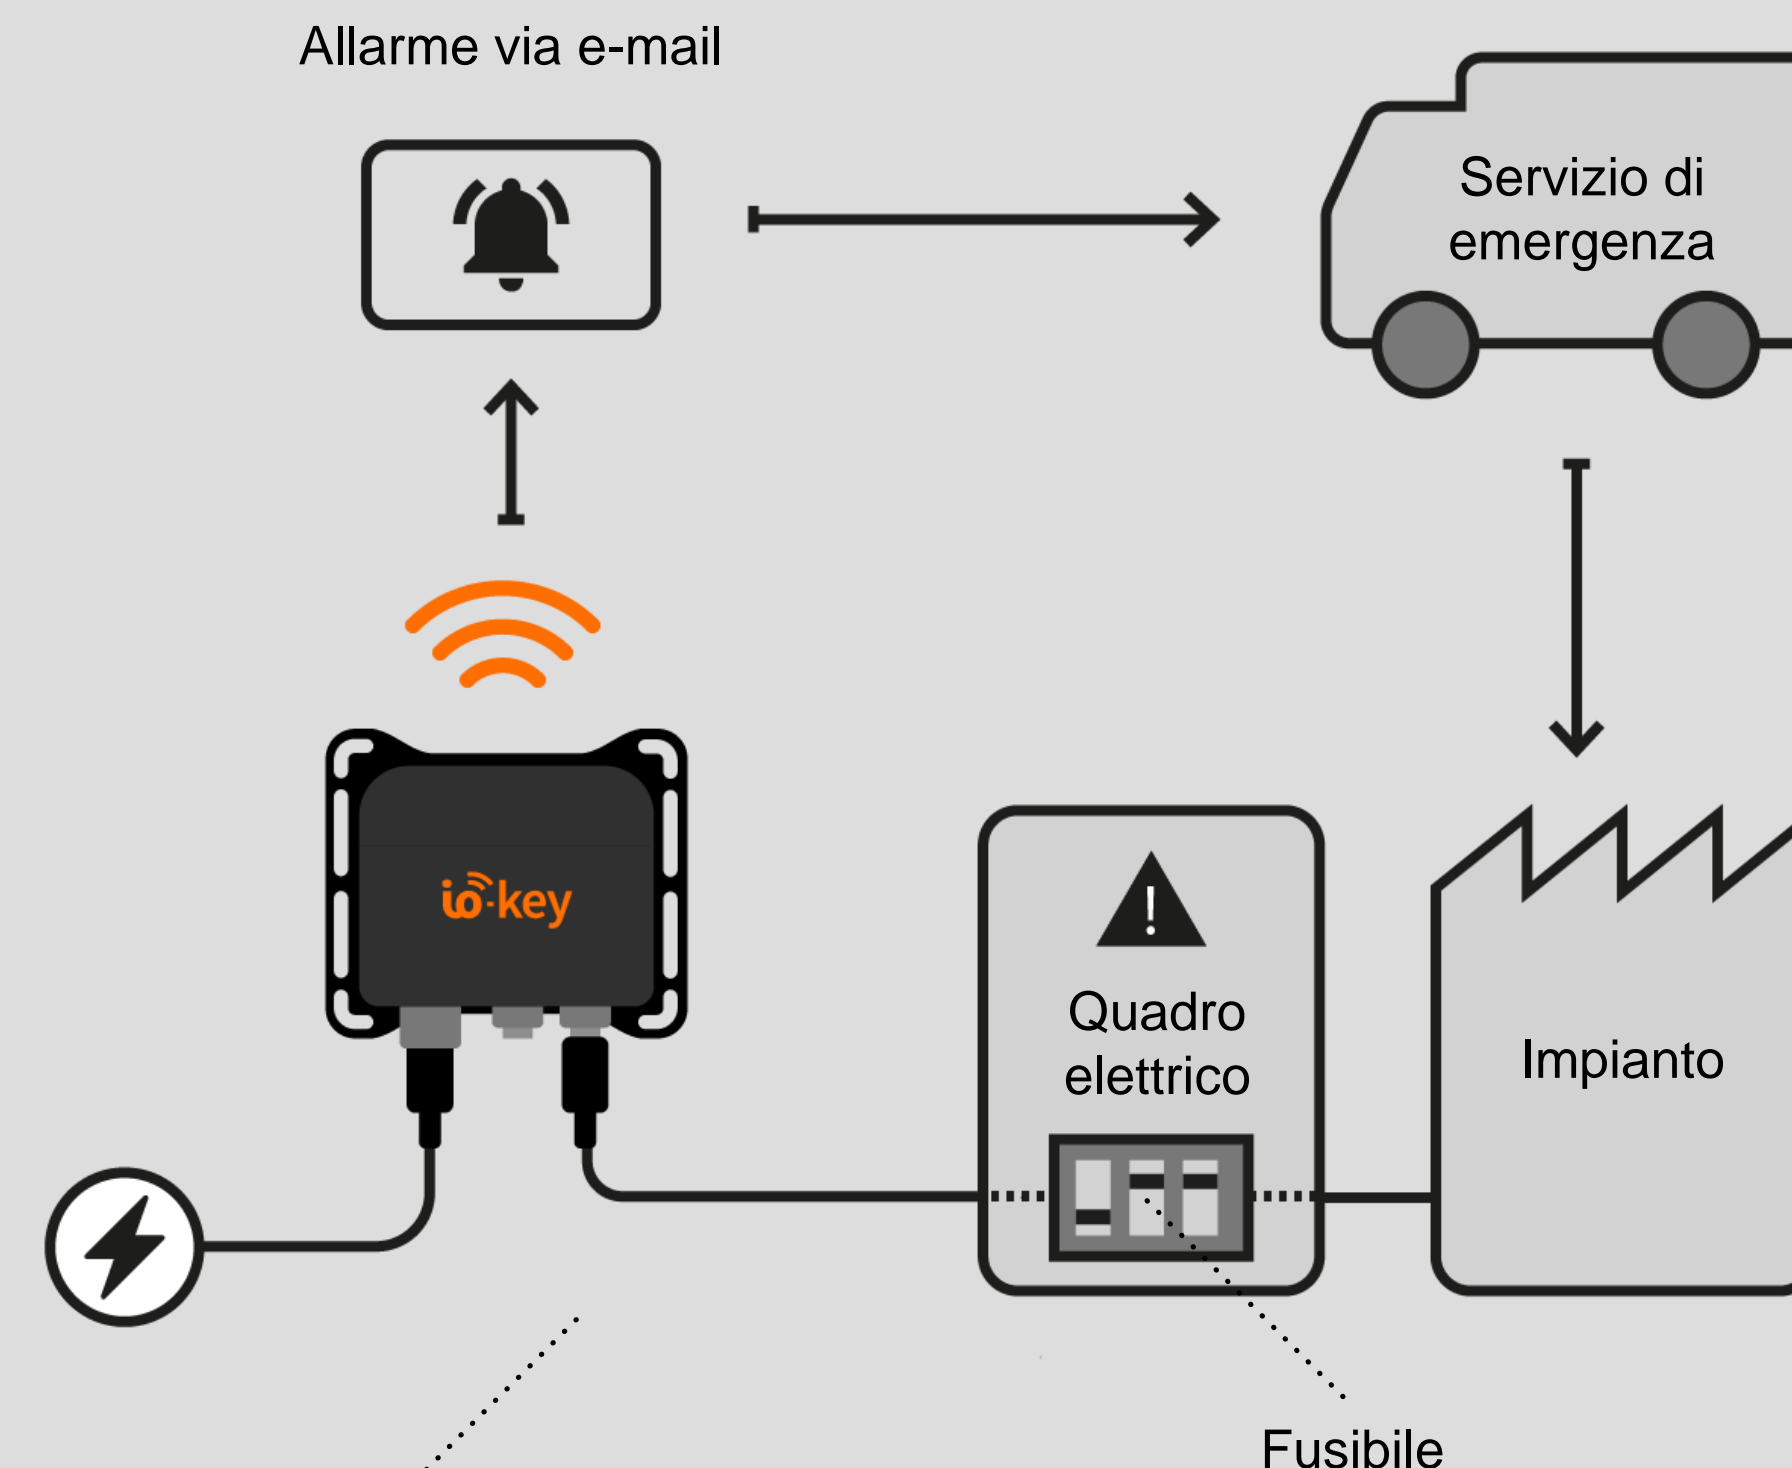 Allarme via e-mail
Servizio di
emergenza
io-key
Quadro
elettrico
Impianto
Fusibile